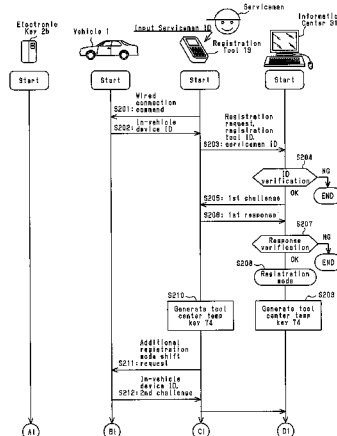 Servicemen
Electronic
Key 2b
Vehicle 1
Input Servicemen ID
Registration
Tool 19
Information
Center 31
Start
Start
Start
Start
Wired
connection
S201: command
In-vehicle
S202: device ID
Registration
request,
registration
tool ID,
S203: servicemen ID
S204
ID
verification
NG
OK
END
S205: 1st challenge
S206: 1st response
S207
Response
verification
NG
OK
END
S208
Registration
mode
S210
Generate tool
center temp
key T4
S209
Generate tool
center temp
key T4
Additional
registration
mode shift
S211: request
In-vehicle
device ID,
S212: 2nd challenge
A1
B1
C1
D1